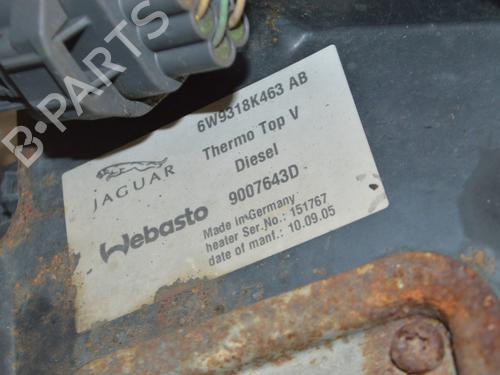 6W9318K463 AB
Thermo Top V
Diesel
9007643D
JAGUAR
Webasto
Made in Germany
heater Ser.No.: 151767
date of manf.: 10.09.05